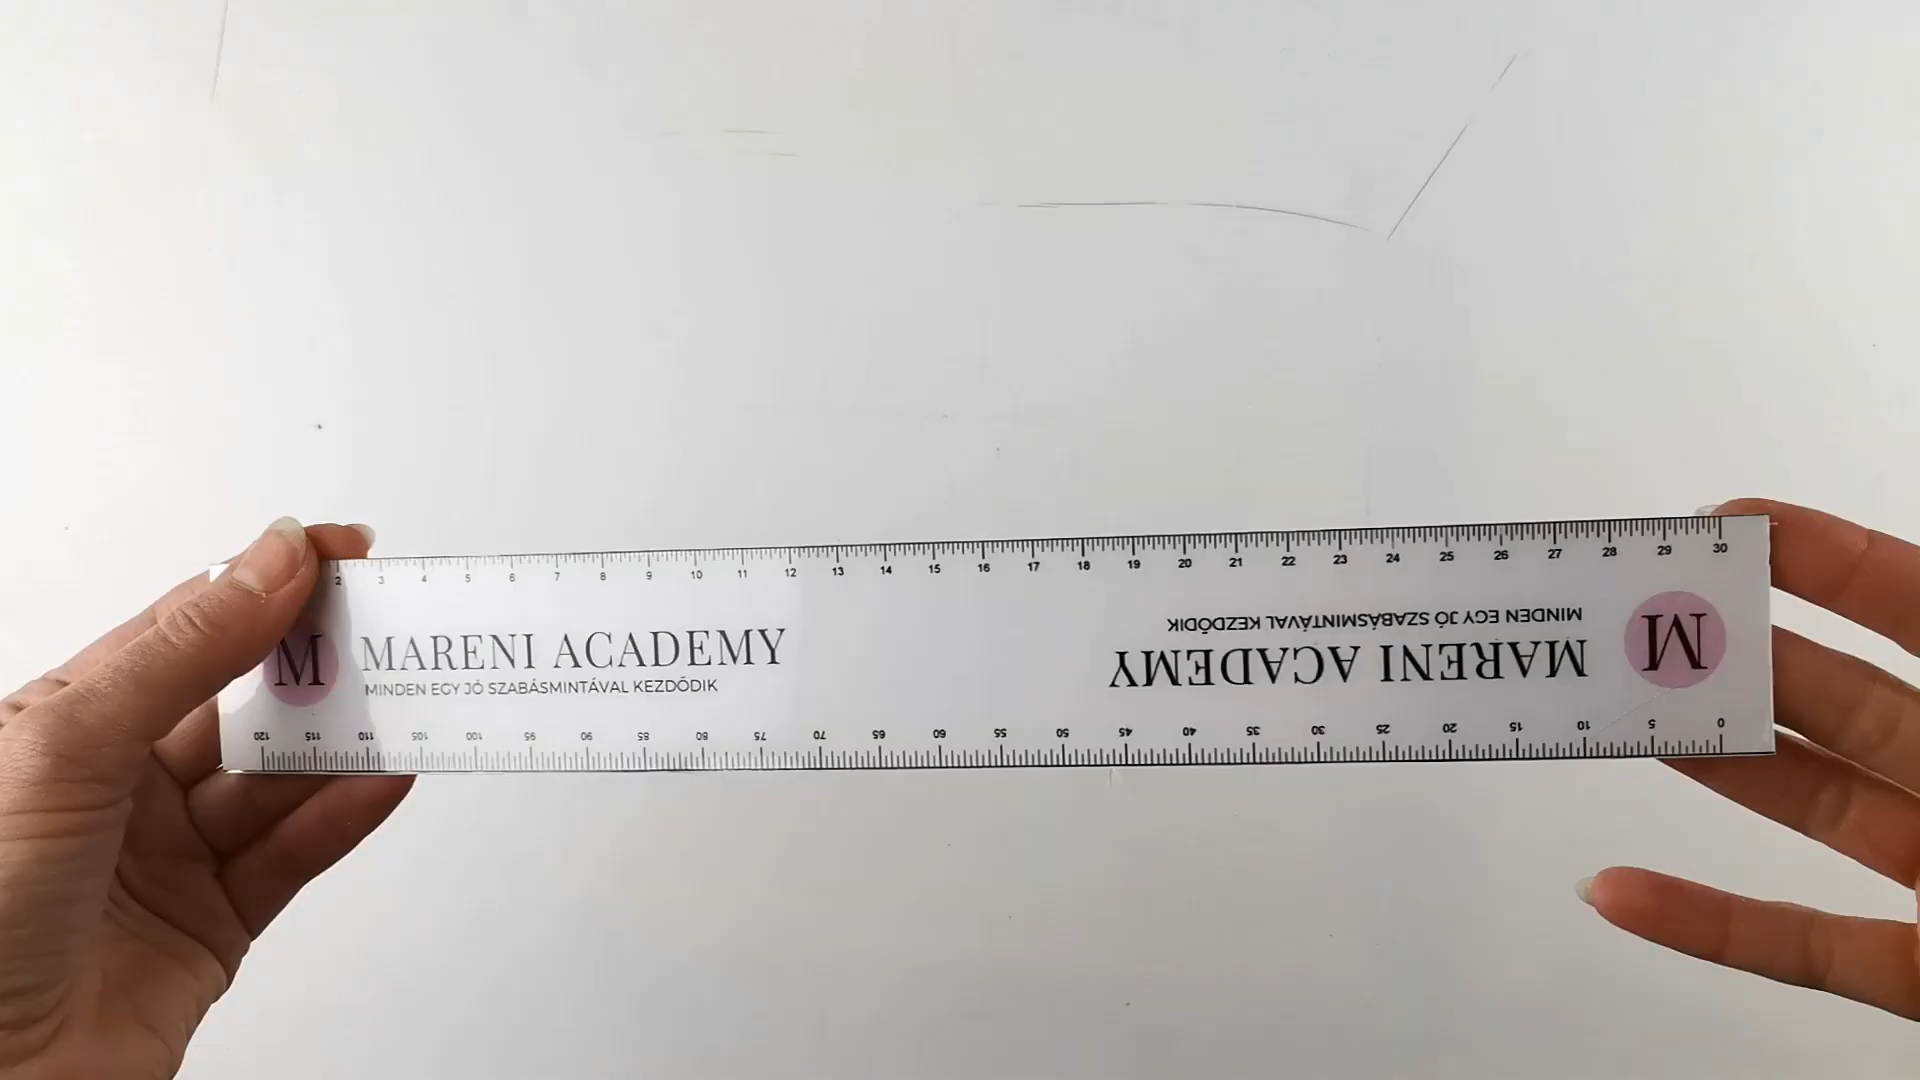 2 3 4 5 6 7 8 9 10 11 12 13 14 15 16 17 18 19 20 21 22 23 24 25 26 27 28 29 30
M MARENI ACADEMY
MINDEN EGY JÓ SZABÁSMINTÁVAL KEZDŐDIK
M MARENI ACADEMY
MINDEN EGY JÓ SZABÁSMINTÁVAL KEZDŐDIK
0 5 10 15 20 25 30 35 40 45 50 55 60 65 70 75 80 85 90 95 100 105 110 115 120